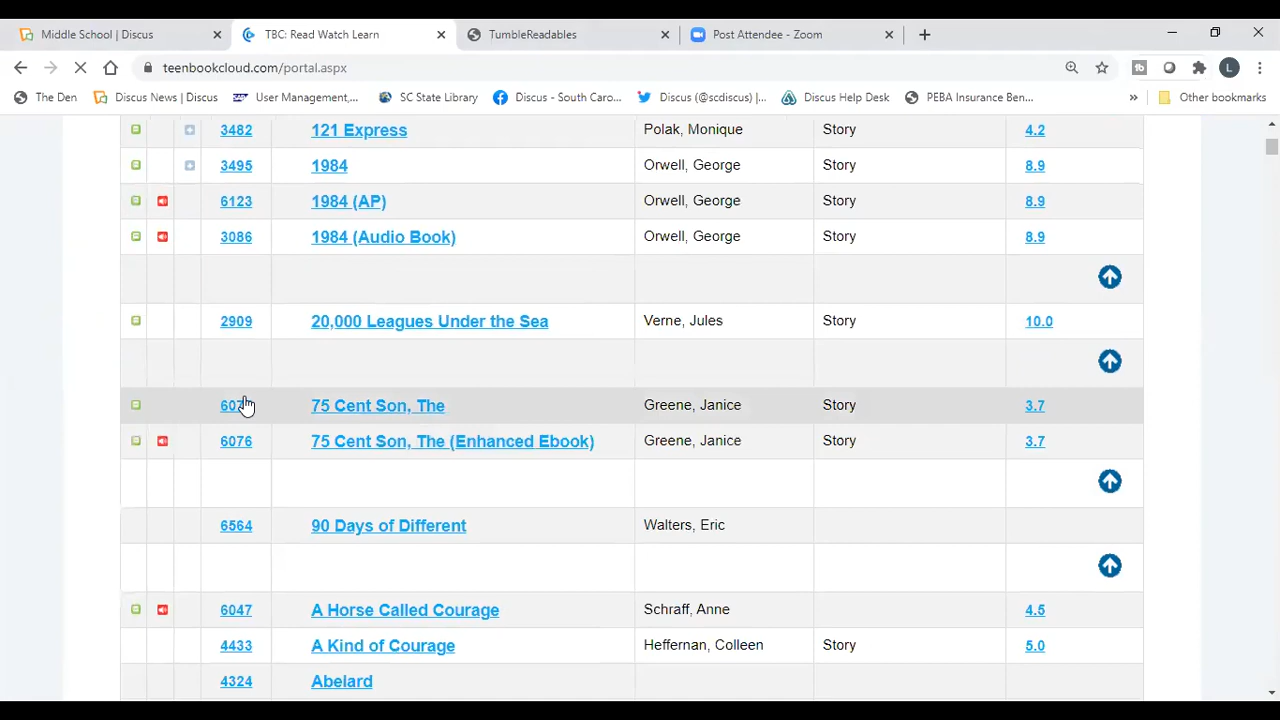 Middle School | Discus
TBC: Read Watch Learn
TumbleReadables
Post Attendee - Zoom
teenbookcloud.com/portal.aspx
L
The Den
Discus News | Discus
User Management,...
SC State Library
Discus - South Caro...
Discus (@scdiscus) |...
Discus Help Desk
PEBA Insurance Ben...
»
Other bookmarks
3482 121 Express Polak, Monique Story 4.2
3495 1984 Orwell, George Story 8.9
6123 1984 (AP) Orwell, George Story 8.9
3086 1984 (Audio Book) Orwell, George Story 8.9
2909 20,000 Leagues Under the Sea Verne, Jules Story 10.0
75 Cent Son, The Greene, Janice Story 3.7
6076 75 Cent Son, The (Enhanced Ebook) Greene, Janice Story 3.7
6564 90 Days of Different Walters, Eric
6047 A Horse Called Courage Schraff, Anne 4.5
4433 A Kind of Courage Heffernan, Colleen Story 5.0
4324 Abelard